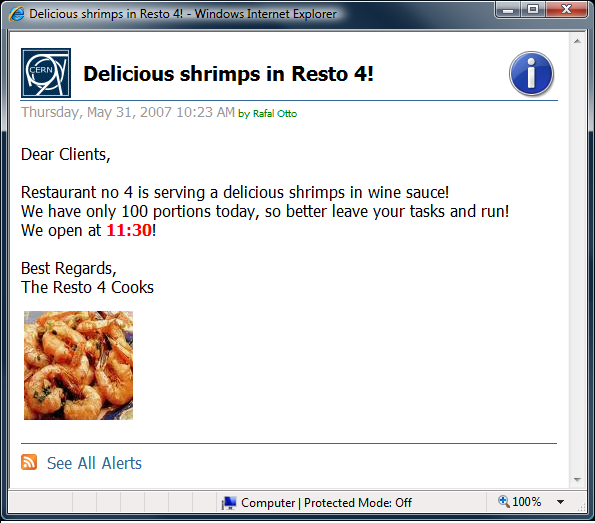 Delicious shrimps in Resto 4! - Windows Internet Explorer
CERN
Delicious shrimps in Resto 4!
Thursday, May 31, 2007 10:23 AM by Rafal Otto
Dear Clients,
Restaurant no 4 is serving a delicious shrimps in wine sauce!
We have only 100 portions today, so better leave your tasks and run!
We open at 11:30!
Best Regards,
The Resto 4 Cooks
See All Alerts
Computer | Protected Mode: Off
100%